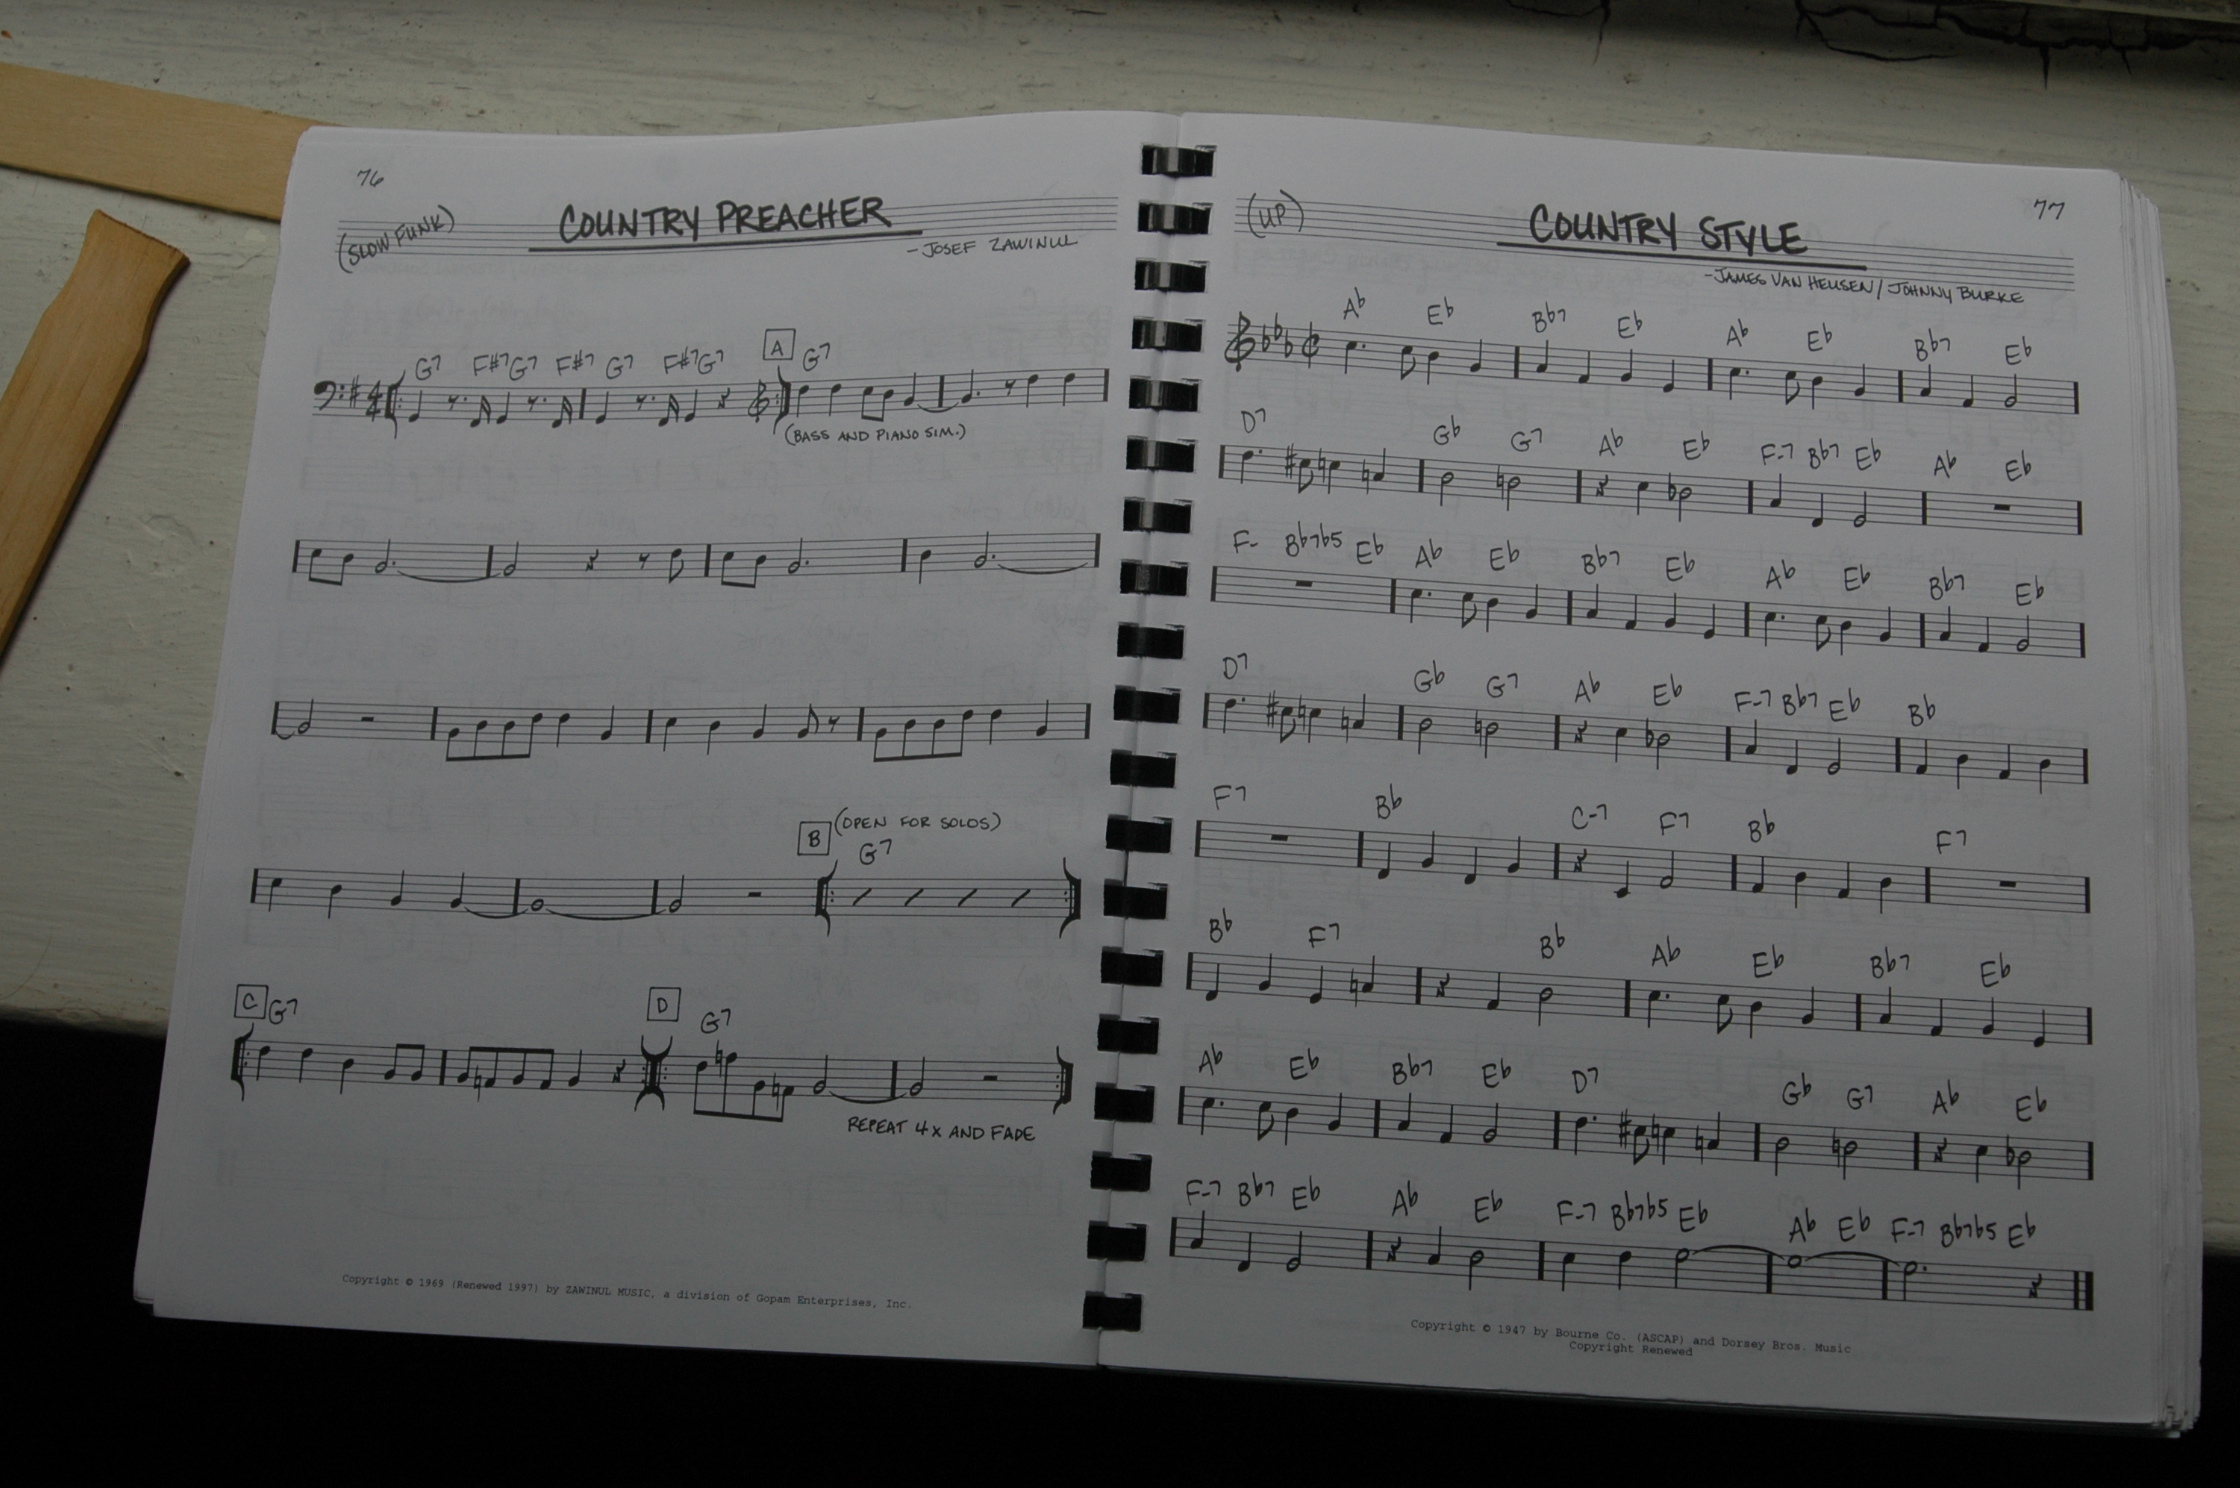 76
(SLOW FUNK)
COUNTRY PREACHER
-JOSEF ZAWINUL
G7 F#7 G7 F#7 G7 F#7 G7 A G7
(BASS AND PIANO SIM.)
(OPEN FOR SOLOS)
B G7
C G7 D G7
REPEAT 4X AND FADE
Copyright © 1969 (Renewed 1997) by ZAWINUL MUSIC, a division of Gopam Enterprises, Inc.
77
(UP)
COUNTRY STYLE
-JAMES VAN HEUSEN/JOHNNY BURKE
Ab Eb Bb7 Eb Ab Eb Bb7 Eb
D7 Gb G7 Ab Eb F-7 Bb7 Eb Ab Eb
F- Bb7b5 Eb Ab Eb Bb7 Eb Ab Eb Bb7 Eb
D7 Gb G7 Ab Eb F-7 Bb7 Eb Bb
F7 Bb C-7 F7 Bb F7
Bb F7 Bb Ab Eb Bb7 Eb
Ab Eb Bb7 Eb D7 Gb G7 Ab Eb
F-7 Bb7 Eb Ab Eb F-7 Bb7b5 Eb Ab Eb F-7 Bb7b5 Eb
Copyright © 1947 by Bourne Co. (ASCAP) and Dorsey Bros. Music
Copyright Renewed